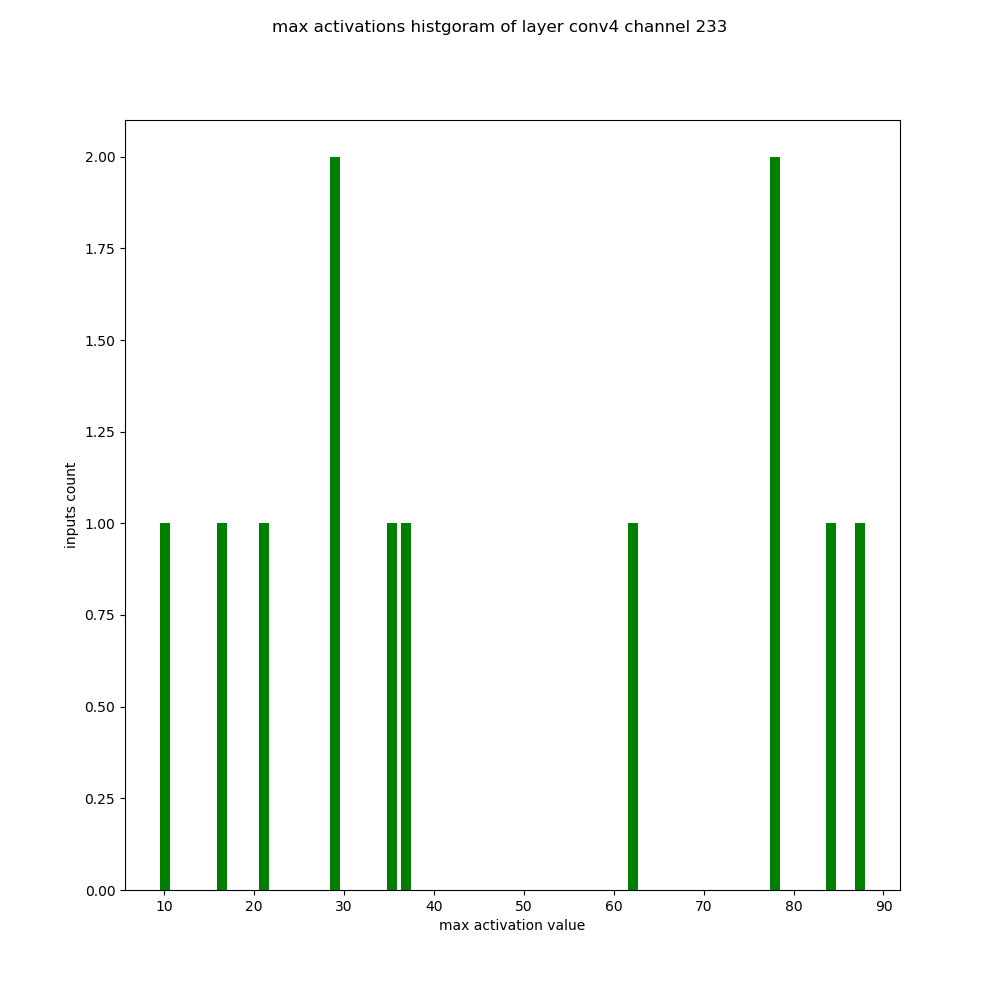 max activations histgoram of layer conv4 channel 233
2.00
1.75
1.50
1.25
1.00
0.75
0.50
0.25
0.00
inputs count
10 20 30 40 50 60 70 80 90
max activation value